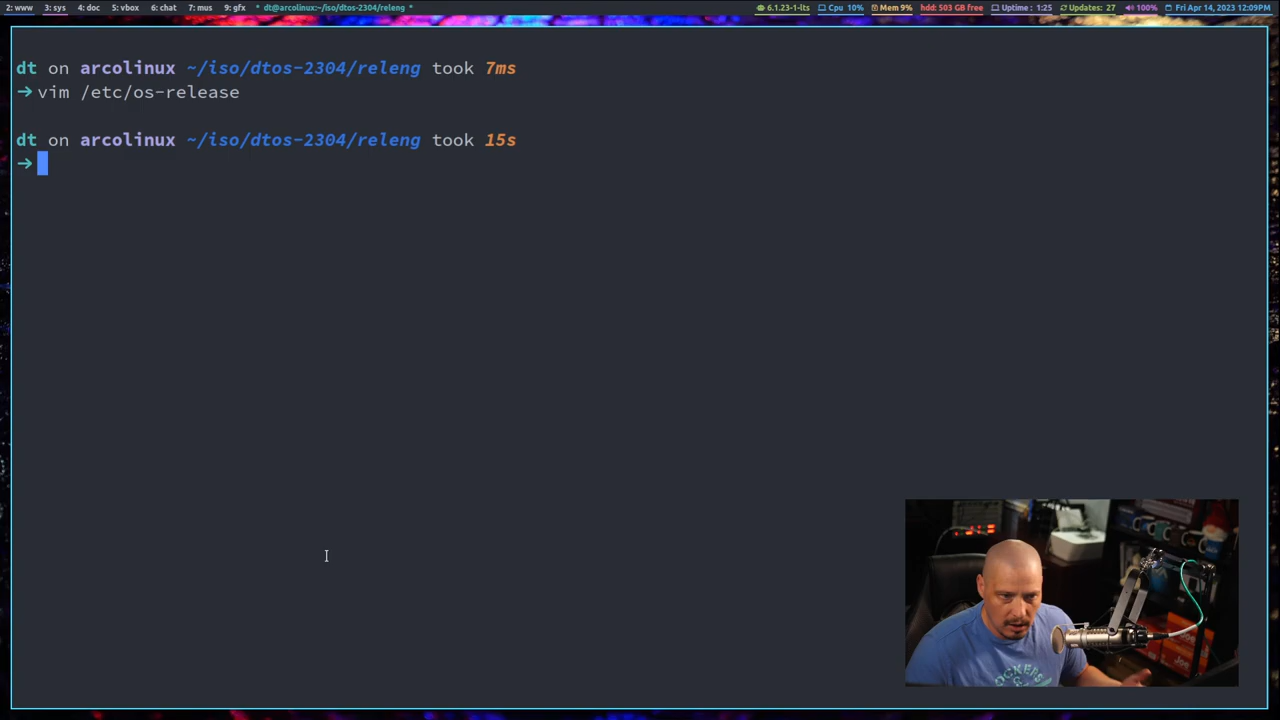 2: www 3: sys 4: doc 5: vbox 6: chat 7: mus 9: gfx * dt@arcolinux:~/iso/dtos-2304/releng * 6.1.23-1-lts Cpu 10% Mem 9% hdd: 503 GB free Uptime : 1:25 Updates: 27 100% Fri Apr 14, 2023 12:09PM
dt on arcolinux ~/iso/dtos-2304/releng took 7ms
→ vim /etc/os-release
dt on arcolinux ~/iso/dtos-2304/releng took 15s
→